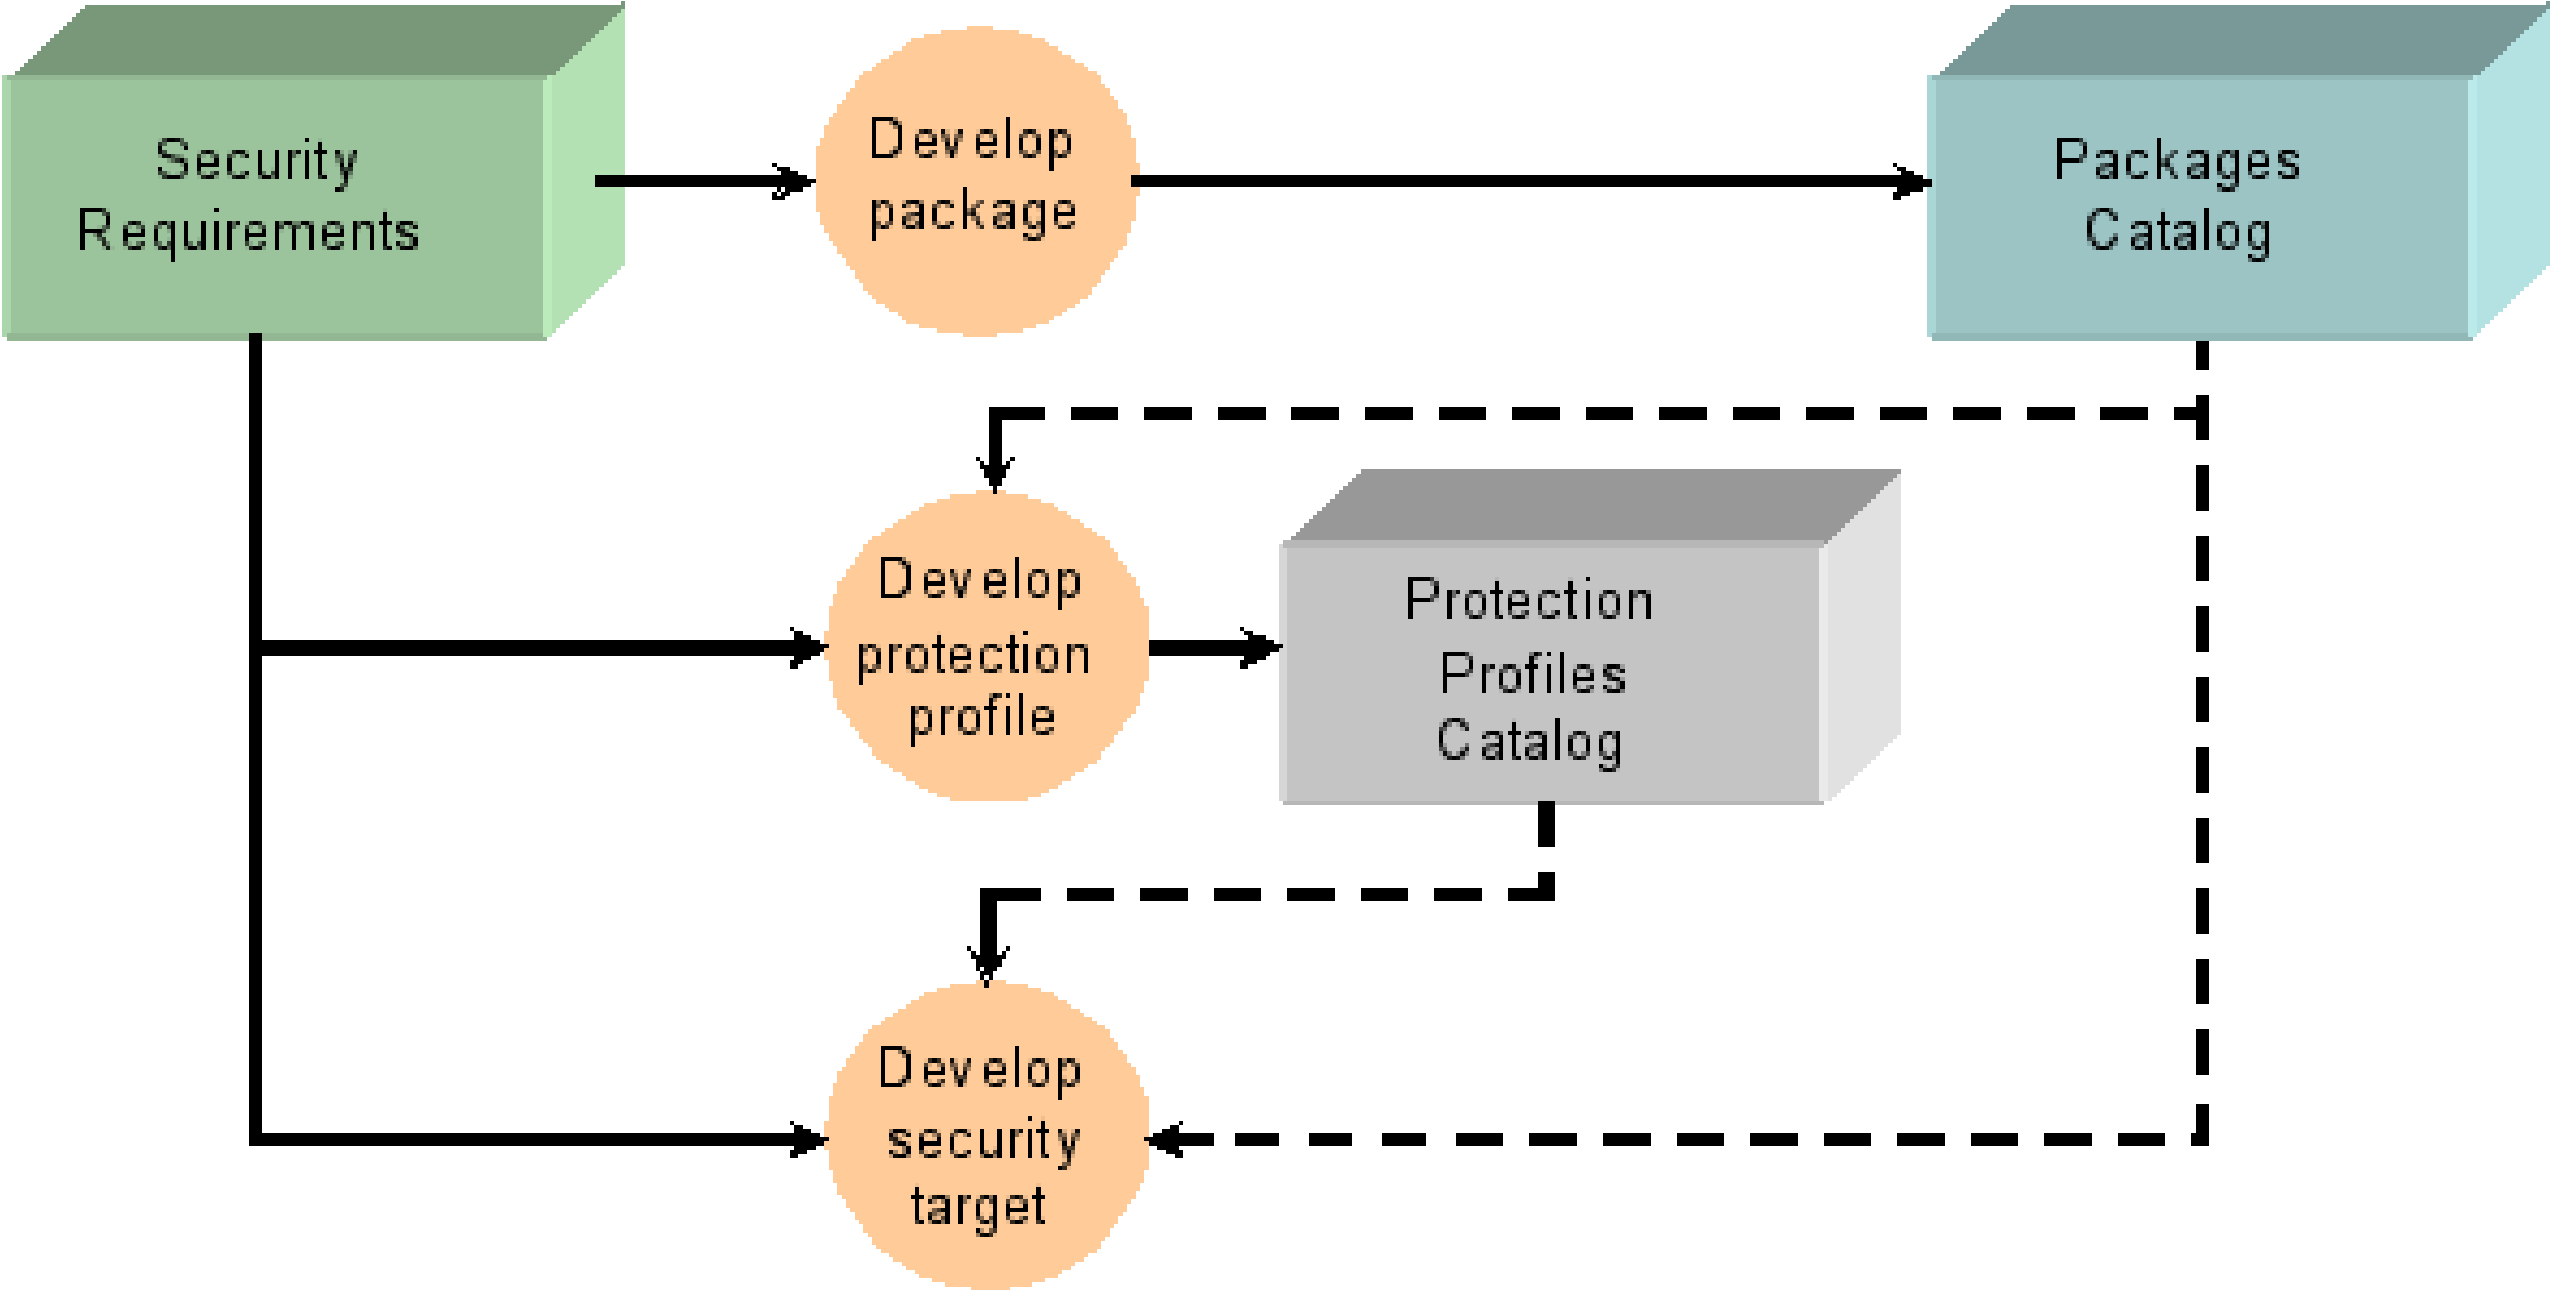 Security
Requirements
Develop
package
Packages
Catalog
Develop
protection
profile
Protection
Profiles
Catalog
Develop
security
target